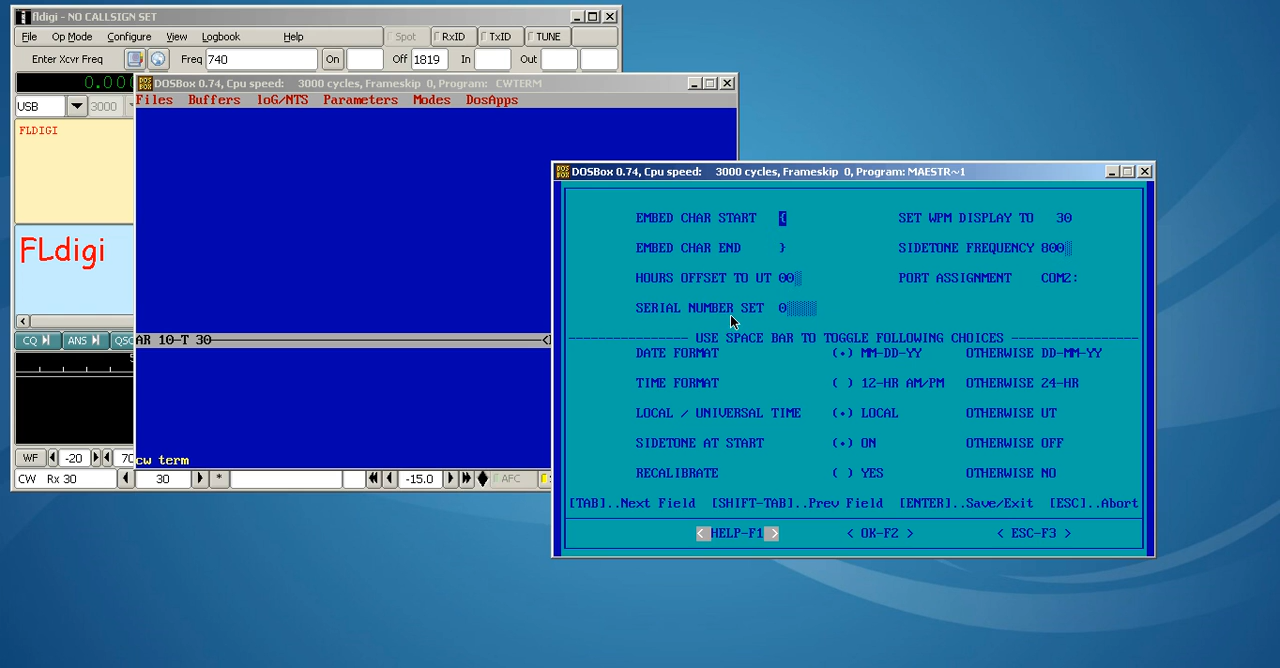 fldigi - NO CALLSIGN SET
File Op Mode Configure View Logbook Help Spot RxID TxID TUNE
Enter Xcvr Freq Freq 740 On Off 1819 In Out
0.00
USB 3000
FLDIGI
FLdigi
CQ ANS QSO
WF -20 70
CW Rx 30 30 * -15.0 AFC
DOSBox 0.74, Cpu speed: 3000 cycles, Frameskip 0, Program: CWTERM
Files Buffers loG/NTS Parameters Modes DosApps
AR 10-T 30
cw term
DOSBox 0.74, Cpu speed: 3000 cycles, Frameskip 0, Program: MAESTR~1
EMBED CHAR START { SET WPM DISPLAY TO 30
EMBED CHAR END } SIDETONE FREQUENCY 800
HOURS OFFSET TO UT 00 PORT ASSIGNMENT COM2:
SERIAL NUMBER SET 0
---------------- USE SPACE BAR TO TOGGLE FOLLOWING CHOICES -----------------
DATE FORMAT (•) MM-DD-YY OTHERWISE DD-MM-YY
TIME FORMAT ( ) 12-HR AM/PM OTHERWISE 24-HR
LOCAL / UNIVERSAL TIME (•) LOCAL OTHERWISE UT
SIDETONE AT START (•) ON OTHERWISE OFF
RECALIBRATE ( ) YES OTHERWISE NO
[TAB]..Next Field [SHIFT-TAB]..Prev Field [ENTER]..Save/Exit [ESC]..Abort
< HELP-F1 > < OK-F2 > < ESC-F3 >